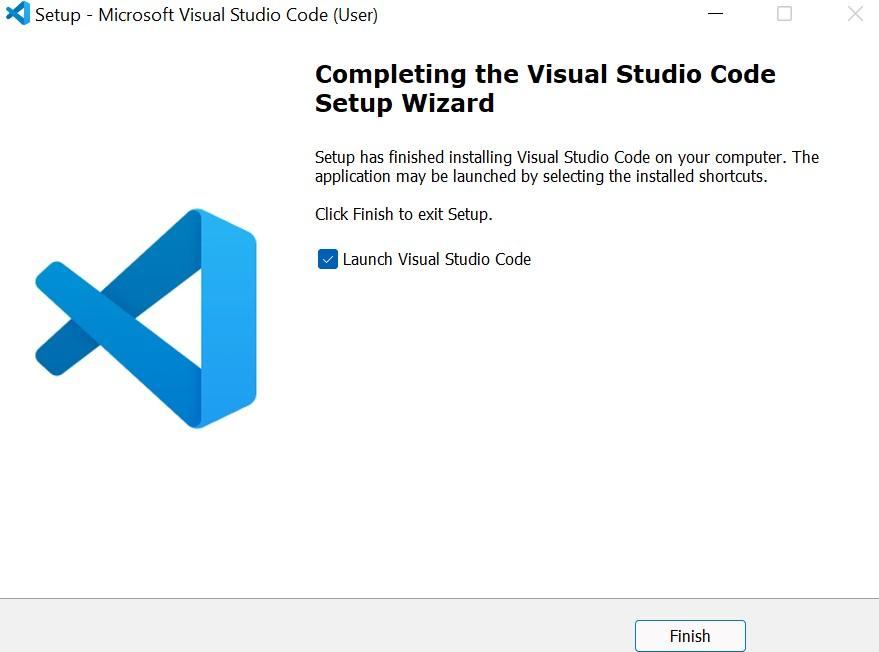 Setup - Microsoft Visual Studio Code (User)
Completing the Visual Studio Code
Setup Wizard
Setup has finished installing Visual Studio Code on your computer. The
application may be launched by selecting the installed shortcuts.
Click Finish to exit Setup.
Launch Visual Studio Code
Finish